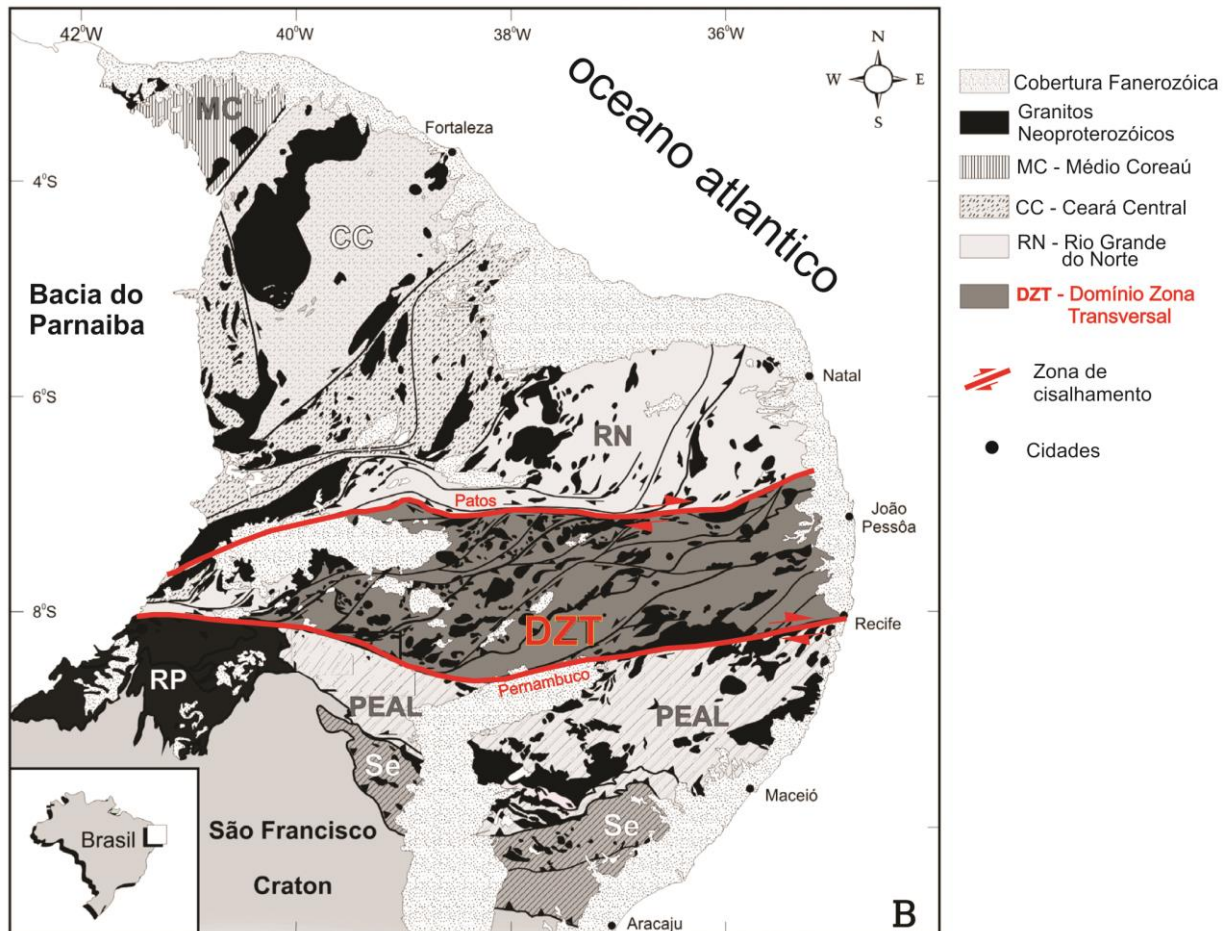 42°W
40°W
38°W
36°W
N
W E
S
oceano atlantico
MC
Fortaleza
4°S
CC
Bacia do
Parnaiba
Natal
6°S
RN
Patos
João
Pessôa
8°S
DZT
Recife
RP
Pernambuco
PEAL
PEAL
Se
Maceió
Se
São Francisco
Craton
Brasil
Aracaju
B
Cobertura Fanerozóica
Granitos
Neoproterozóicos
MC - Médio Coreaú
CC - Ceará Central
RN - Rio Grande
do Norte
DZT - Domínio Zona
Transversal
Zona de
cisalhamento
Cidades